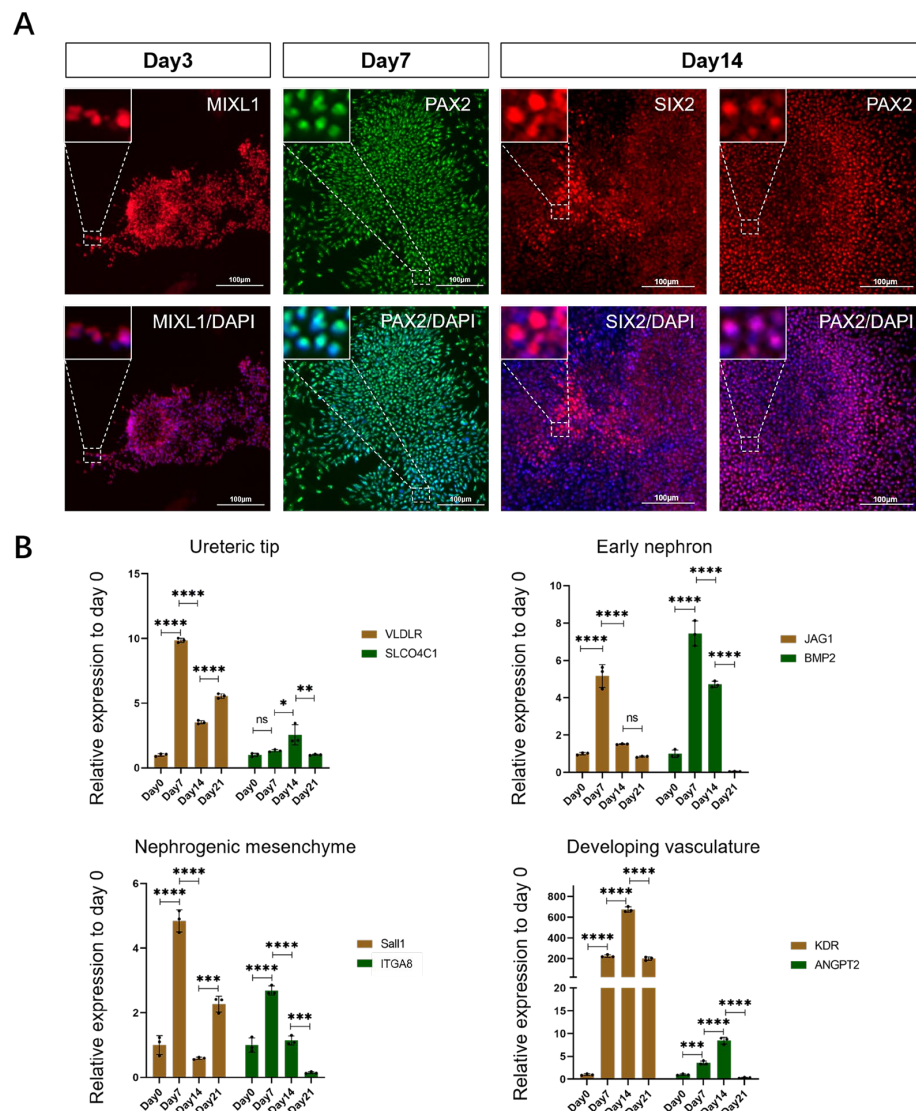 A
Day3 Day7 Day14
MIXL1 PAX2 SIX2 PAX2
100μm 100μm 100μm 100μm
MIXL1/DAPI PAX2/DAPI SIX2/DAPI PAX2/DAPI
100μm 100μm 100μm 100μm
B
Ureteric tip
Relative expression to day 0
15
10
5
0
**** **** **** ns * **
VLDLR
SLCO4C1
Day0 Day7 Day14 Day21 Day0 Day7 Day14 Day21
Early nephron
Relative expression to day 0
10
8
6
4
2
0
**** **** ns **** **** ****
JAG1
BMP2
Day0 Day7 Day14 Day21 Day0 Day7 Day14 Day21
Nephrogenic mesenchyme
Relative expression to day 0
6
4
2
0
**** **** *** **** **** ***
Sall1
ITGA8
Day0 Day7 Day14 Day21 Day0 Day7 Day14 Day21
Developing vasculature
Relative expression to day 0
800
600
400
200
20
15
10
5
0
**** **** **** *** **** ****
KDR
ANGPT2
Day0 Day7 Day14 Day21 Day0 Day7 Day14 Day21